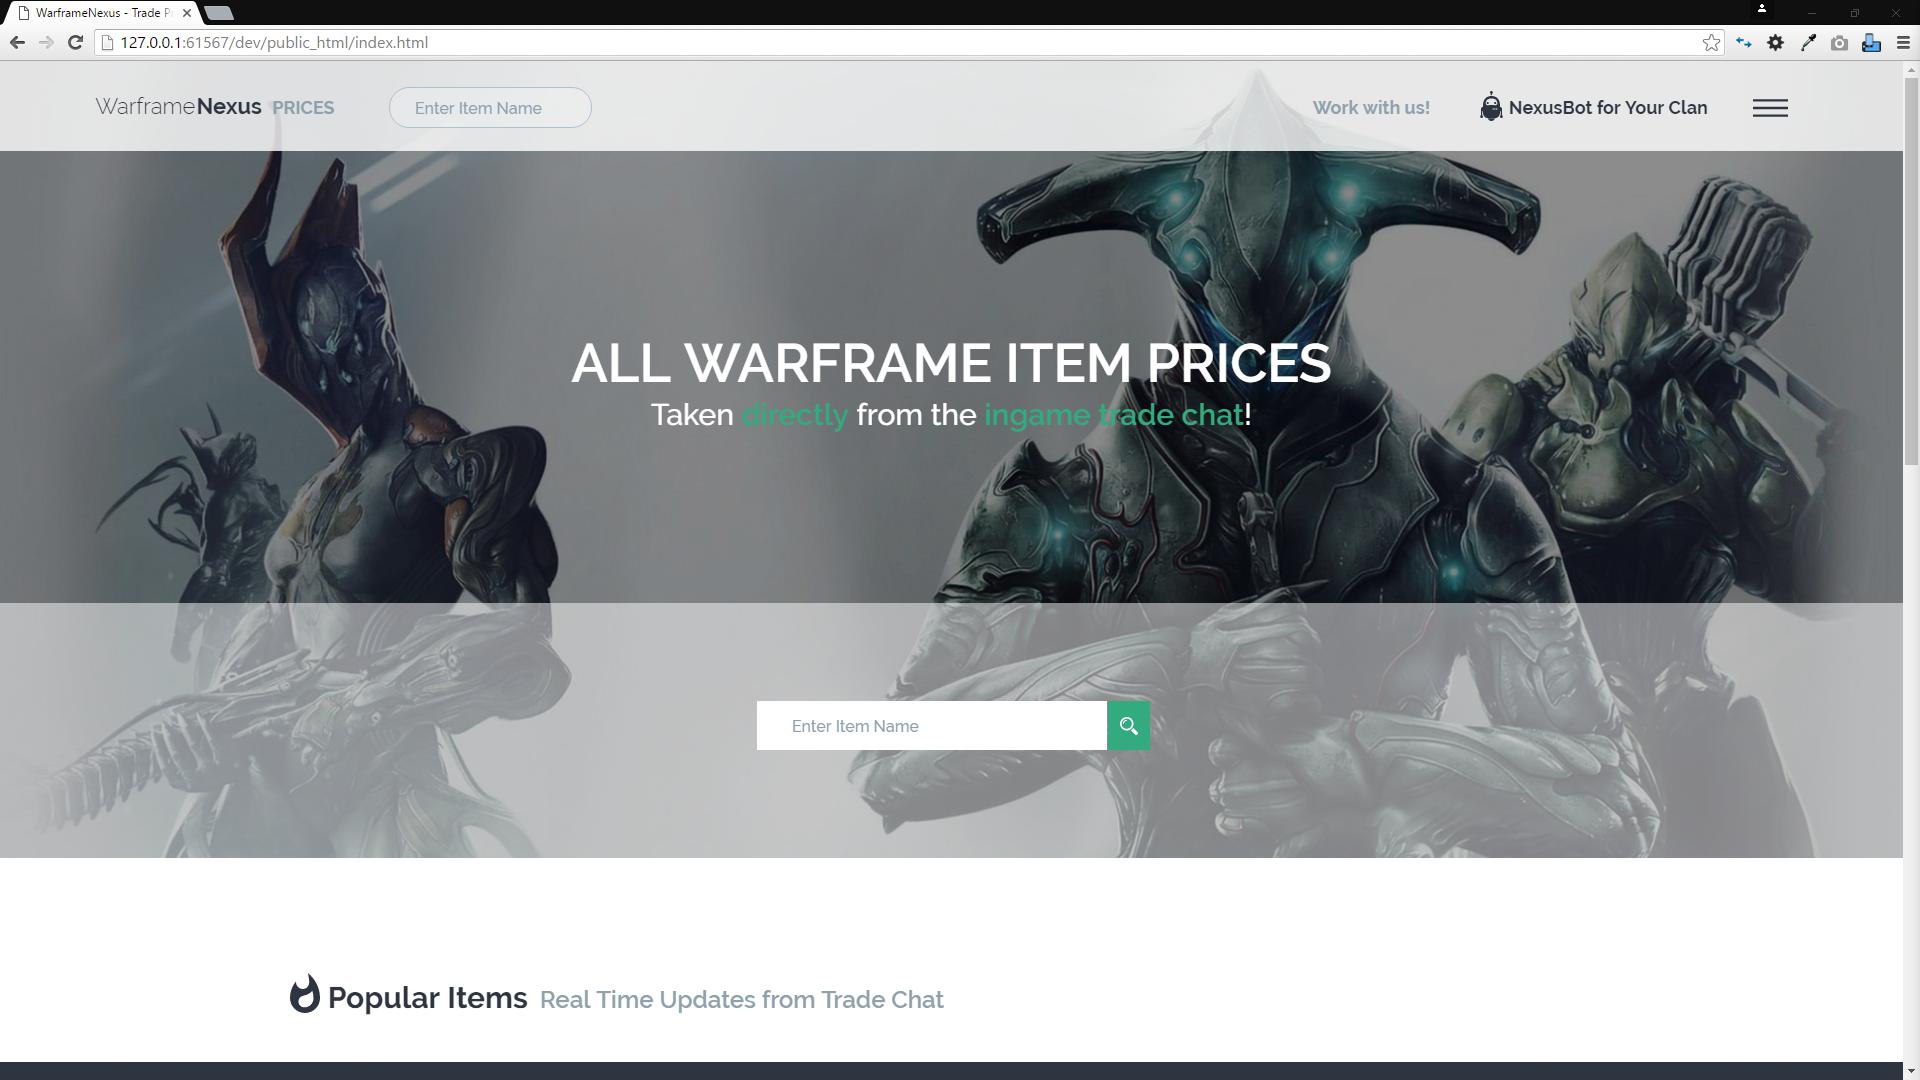 WarframeNexus - Trade P
127.0.0.1:61567/dev/public_html/index.html
WarframeNexus PRICES
Enter Item Name
Work with us!
NexusBot for Your Clan
ALL WARFRAME ITEM PRICES
Taken directly from the ingame trade chat!
Enter Item Name
Popular Items Real Time Updates from Trade Chat